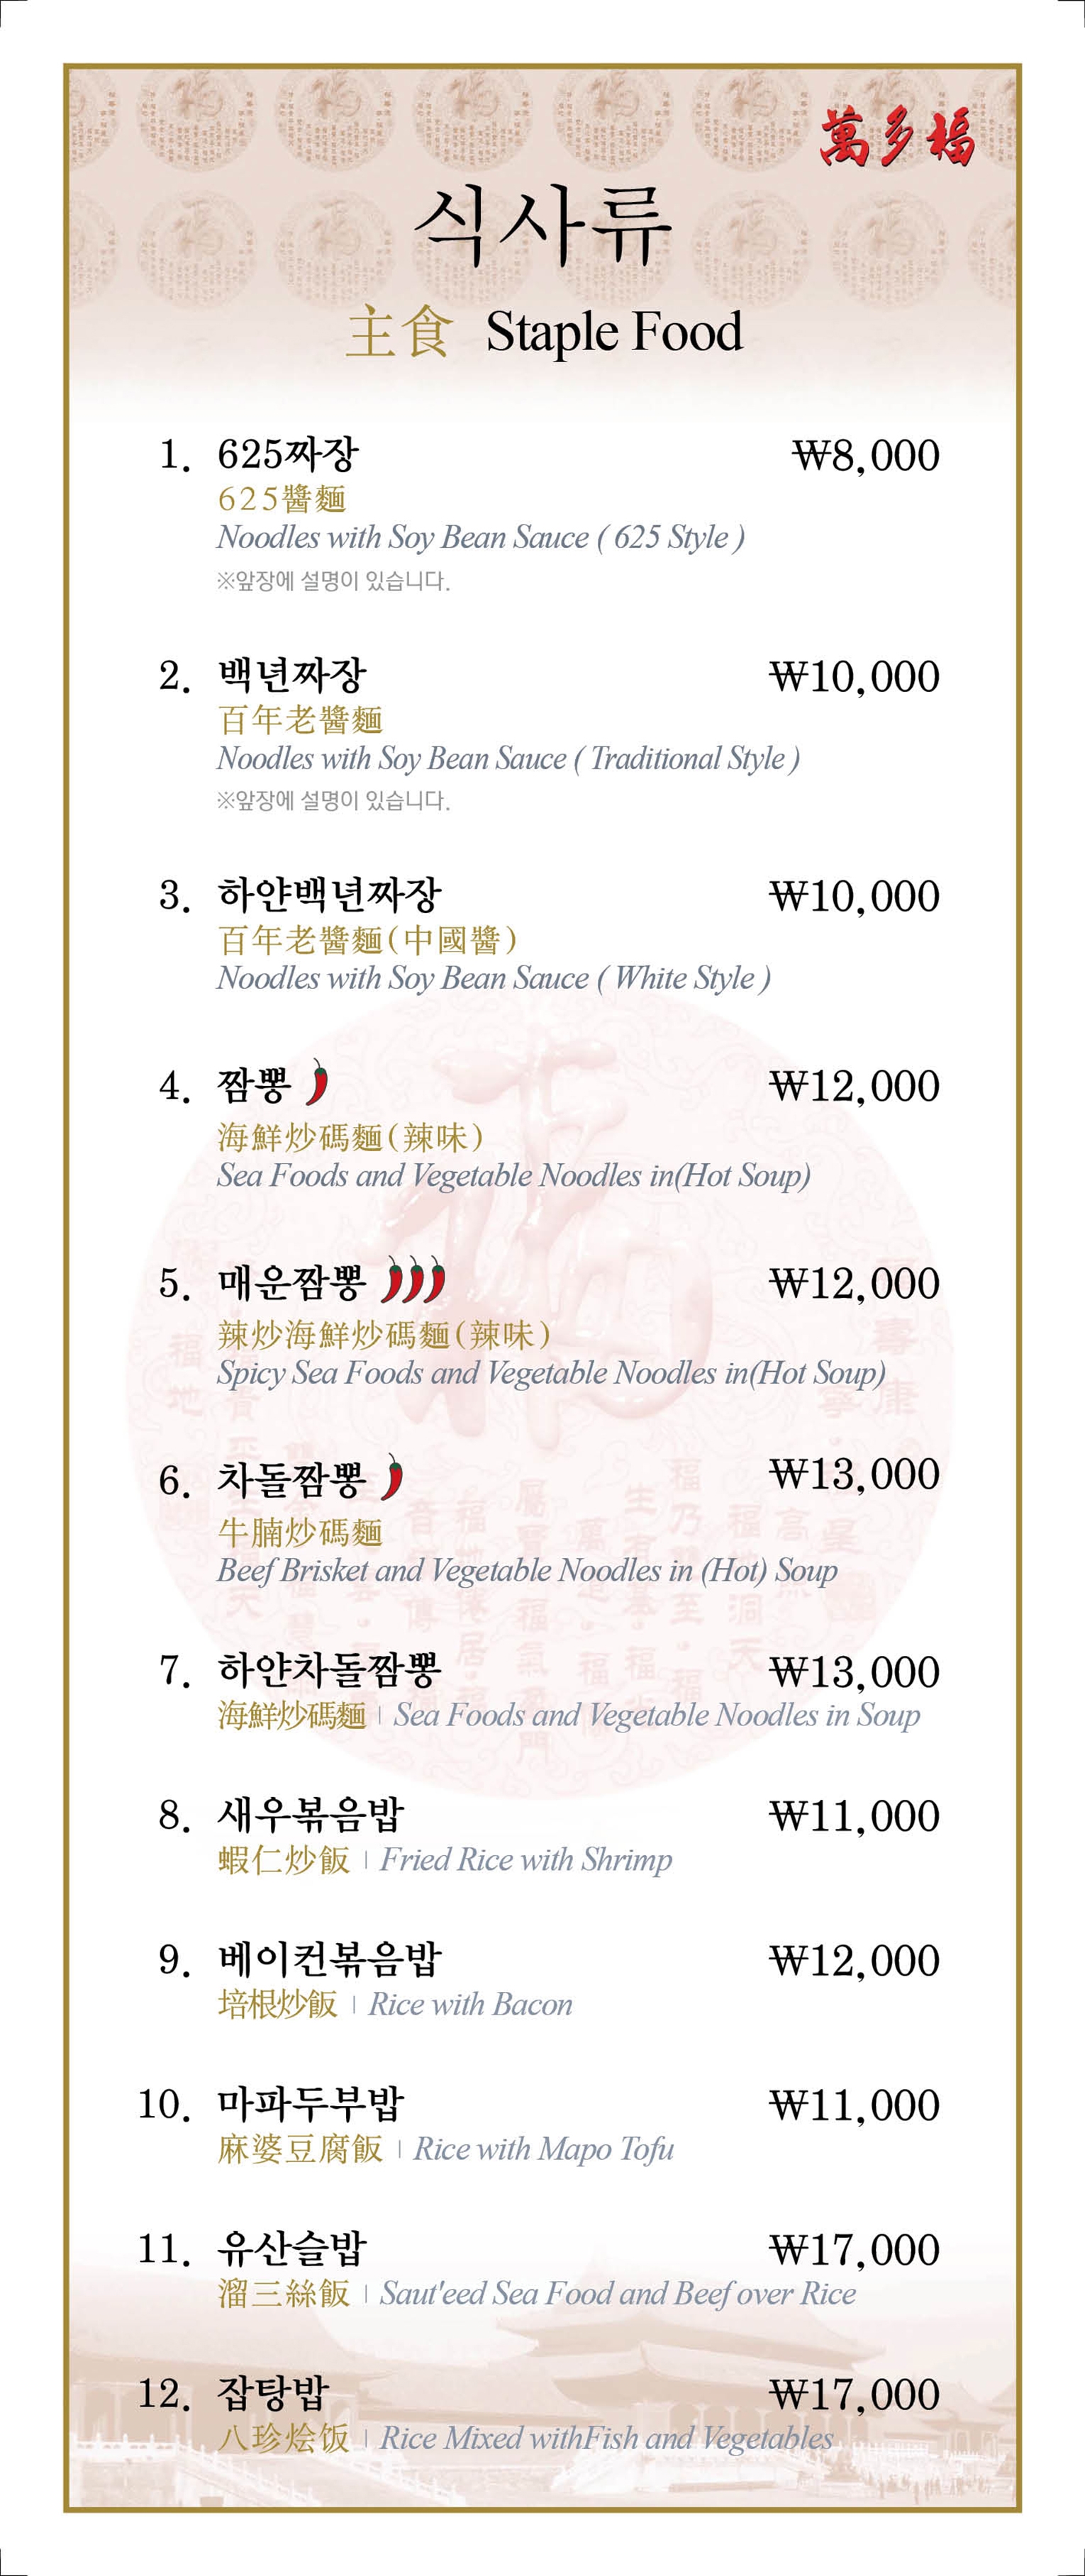 萬多福
식사류
主食 Staple Food
1. 625짜장 ₩8,000
625醬麵
Noodles with Soy Bean Sauce ( 625 Style )
※앞장에 설명이 있습니다.
2. 백년짜장 ₩10,000
百年老醬麵
Noodles with Soy Bean Sauce ( Traditional Style )
※앞장에 설명이 있습니다.
3. 하얀백년짜장 ₩10,000
百年老醬麵(中國醬)
Noodles with Soy Bean Sauce ( White Style )
4. 짬뽕 ₩12,000
海鮮炒碼麵(辣味)
Sea Foods and Vegetable Noodles in(Hot Soup)
5. 매운짬뽕 ₩12,000
辣炒海鮮炒碼麵(辣味)
Spicy Sea Foods and Vegetable Noodles in(Hot Soup)
6. 차돌짬뽕 ₩13,000
牛腩炒碼麵
Beef Brisket and Vegetable Noodles in (Hot) Soup
7. 하얀차돌짬뽕 ₩13,000
海鮮炒碼麵 | Sea Foods and Vegetable Noodles in Soup
8. 새우볶음밥 ₩11,000
蝦仁炒飯 | Fried Rice with Shrimp
9. 베이컨볶음밥 ₩12,000
培根炒飯 | Rice with Bacon
10. 마파두부밥 ₩11,000
麻婆豆腐飯 | Rice with Mapo Tofu
11. 유산슬밥 ₩17,000
溜三絲飯 | Saut'eed Sea Food and Beef over Rice
12. 잡탕밥 ₩17,000
八珍烩饭 | Rice Mixed withFish and Vegetables